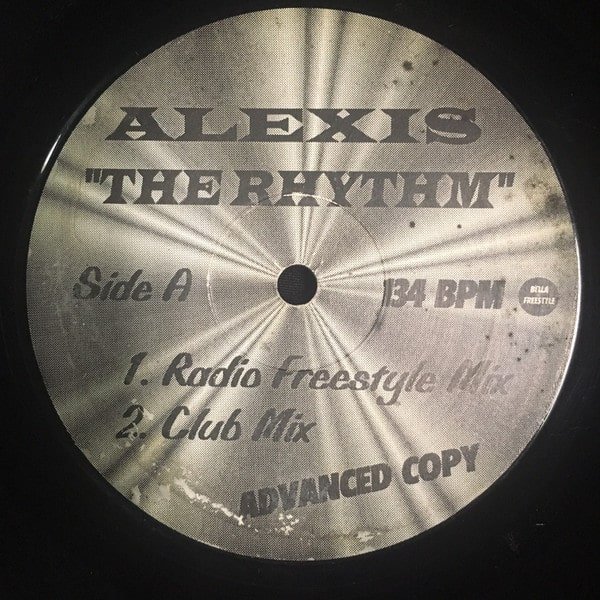 ALEXIS
"THE RHYTHM"
Side A
134 BPM
BELLA
FREESTYLE
1. Radio Freestyle Mix
2. Club Mix
ADVANCED COPY